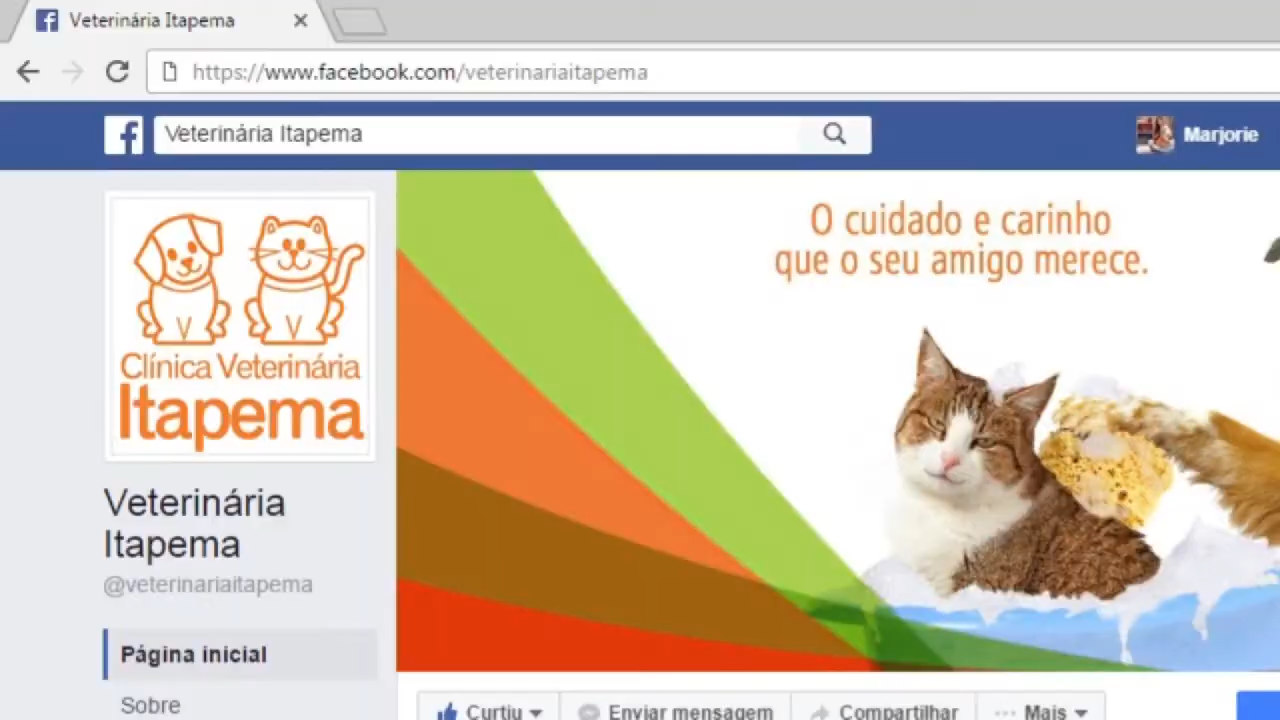 Veterinária Itapema
https://www.facebook.com/veterinariaitapema
Veterinária Itapema
Marjorie
O cuidado e carinho
que o seu amigo merece.
Clínica Veterinária
Itapema
Veterinária
Itapema
@veterinariaitapema
Página inicial
Sobre
Curtiu
Enviar mensagem
Compartilhar
Mais